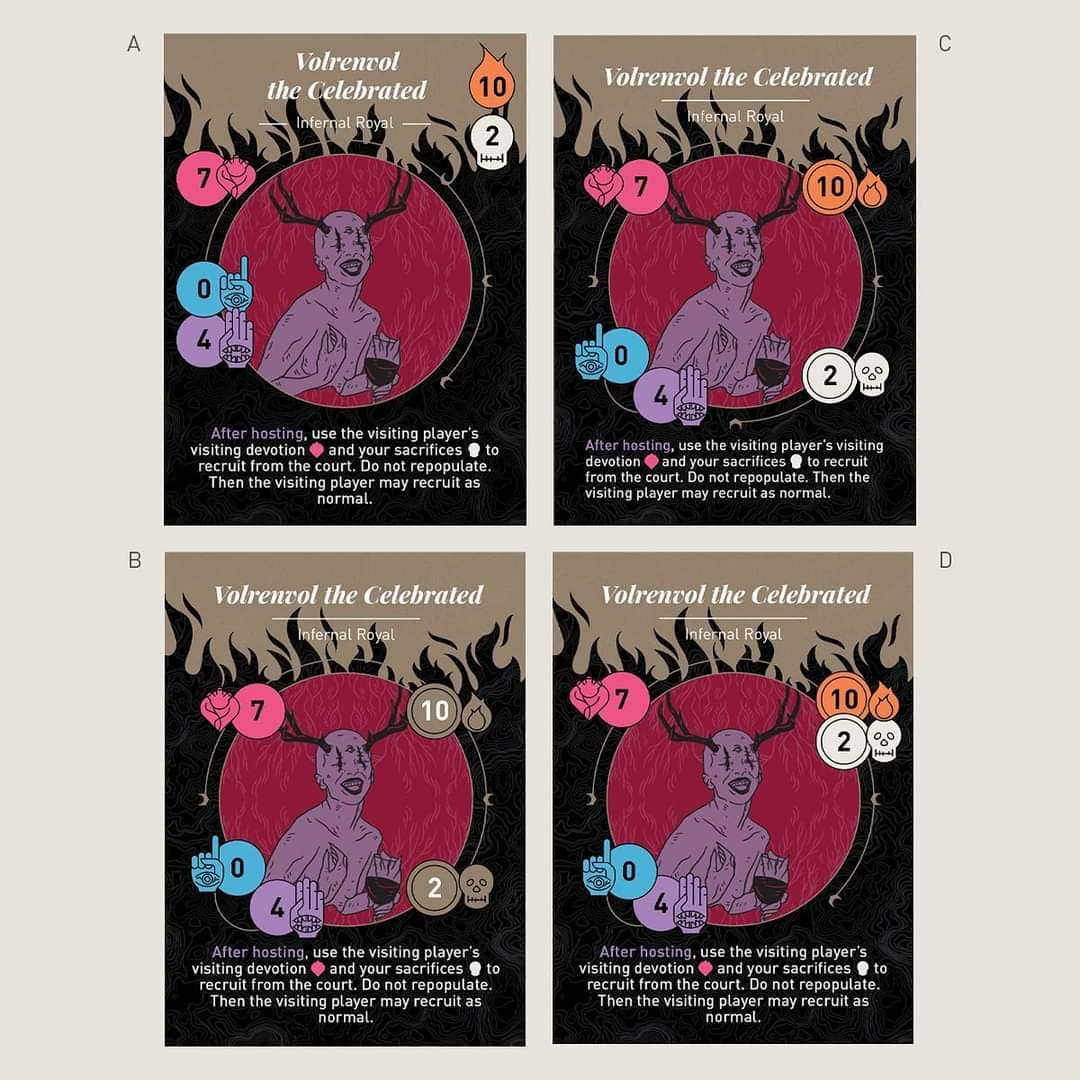 A
Volrenvol
the Celebrated
Infernal Royal
10
2
7
0
4
After hosting, use the visiting player's
visiting devotion and your sacrifices to
recruit from the court. Do not repopulate.
Then the visiting player may recruit as
normal.
C
Volrenvol the Celebrated
Infernal Royal
7
10
0
2
4
After hosting, use the visiting player's visiting
devotion and your sacrifices to recruit
from the court. Do not repopulate. Then the
visiting player may recruit as normal.
B
Volrenvol the Celebrated
Infernal Royal
7
10
0
2
4
After hosting, use the visiting player's
visiting devotion and your sacrifices to
recruit from the court. Do not repopulate.
Then the visiting player may recruit as
normal.
D
Volrenvol the Celebrated
Infernal Royal
7
10
2
0
4
After hosting, use the visiting player's
visiting devotion and your sacrifices to
recruit from the court. Do not repopulate.
Then the visiting player may recruit as
normal.